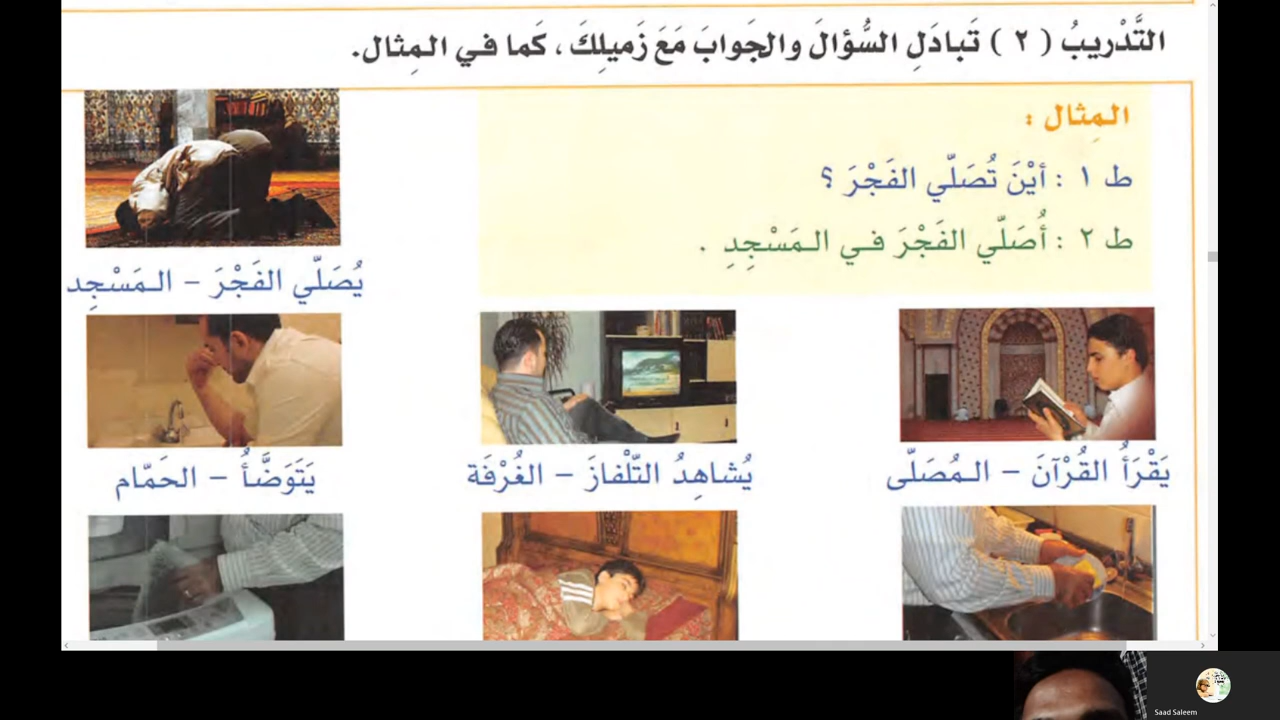 التَّدْريبُ ( ٢ ) تَبادَلِ السُّؤالَ والجَوابَ مَعَ زَميلِكَ ، كَما في المِثال.
المِثال :
ط ١ : أيْنَ تُصَلّي الفَجْرَ ؟
ط ٢ : أُصَلّي الفَجْرَ في المَسْجِدِ .
يُصَلّي الفَجْرَ – المَسْجِد
يَقْرَأُ القُرْآنَ – المُصَلّى
يُشاهِدُ التِّلْفازَ – الغُرْفَة
يَتَوَضَّأُ – الحَمّام
Saad Saleem